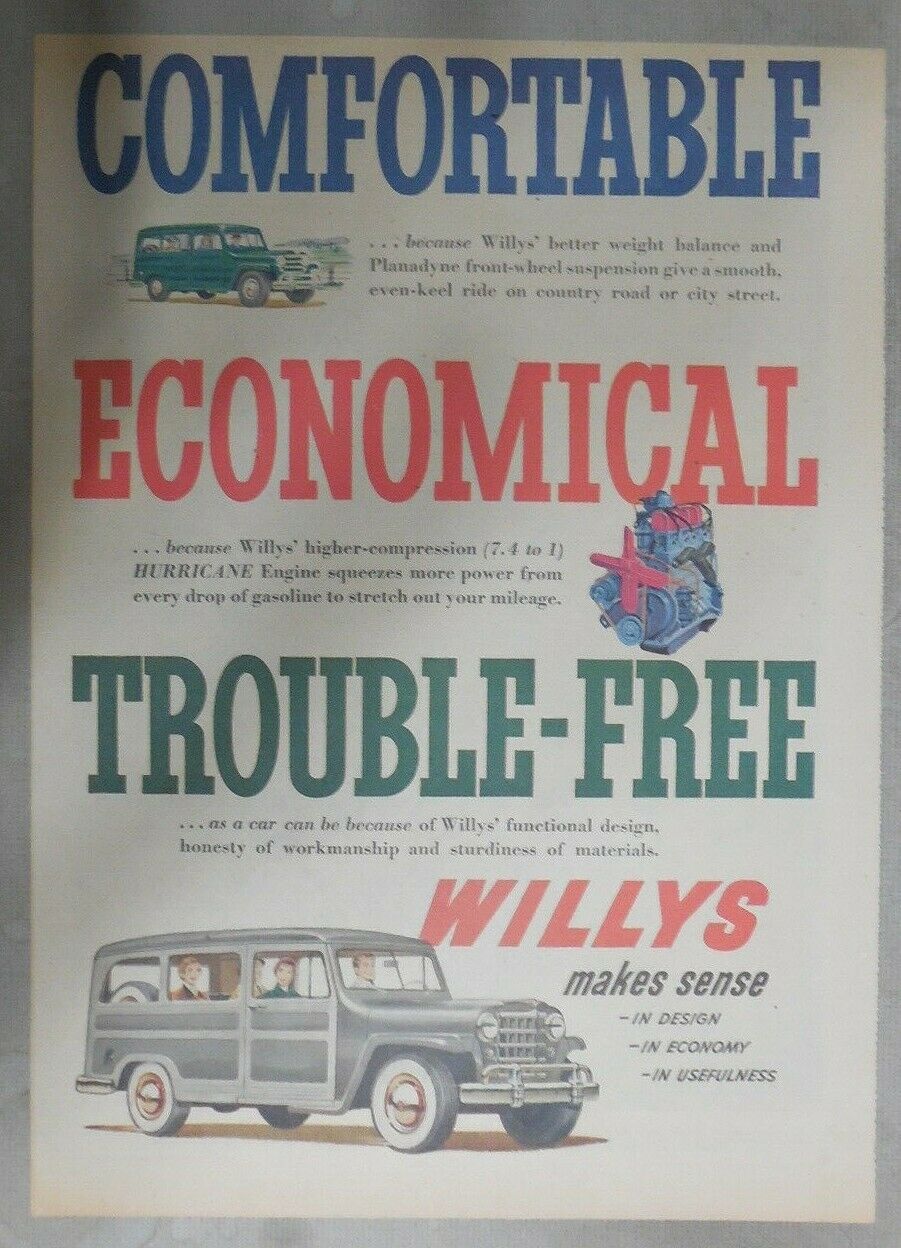 COMFORTABLE
...because Willys' better weight balance and
Planadyne front-wheel suspension give a smooth,
even-keel ride on country road or city street.
ECONOMICAL
...because Willys' higher-compression (7.4 to 1)
HURRICANE Engine squeezes more power from
every drop of gasoline to stretch out your mileage.
TROUBLE-FREE
...as a car can be because of Willys' functional design,
honesty of workmanship and sturdiness of materials.
WILLYS
makes sense
-IN DESIGN
-IN ECONOMY
-IN USEFULNESS